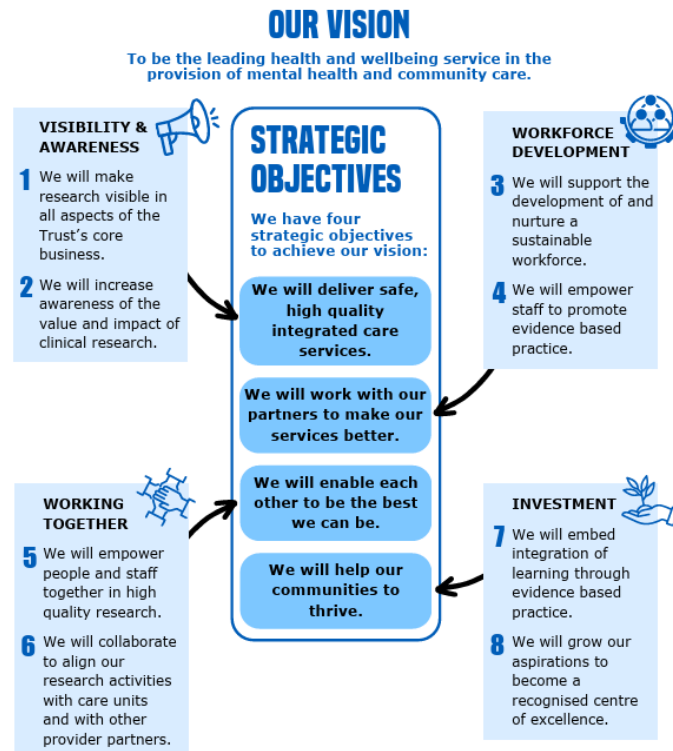 OUR VISION
To be the leading health and wellbeing service in the
provision of mental health and community care.
VISIBILITY &
AWARENESS
1 We will make
research visible in
all aspects of the
Trust's core
business.
2 We will increase
awareness of the
value and impact of
clinical research.
STRATEGIC
OBJECTIVES
We have four
strategic objectives
to achieve our vision:
We will deliver safe,
high quality
integrated care
services.
We will work with our
partners to make our
services better.
We will enable each
other to be the best
we can be.
We will help our
communities to
thrive.
WORKFORCE
DEVELOPMENT
3 We will support the
development of and
nurture a
sustainable
workforce.
4 We will empower
staff to promote
evidence based
practice.
WORKING
TOGETHER
5 We will empower
people and staff
together in high
quality research.
6 We will collaborate
to align our
research activities
with care units
and with other
provider partners.
INVESTMENT
7 We will embed
integration of
learning through
evidence based
practice.
8 We will grow our
aspirations to
become a
recognised centre
of excellence.